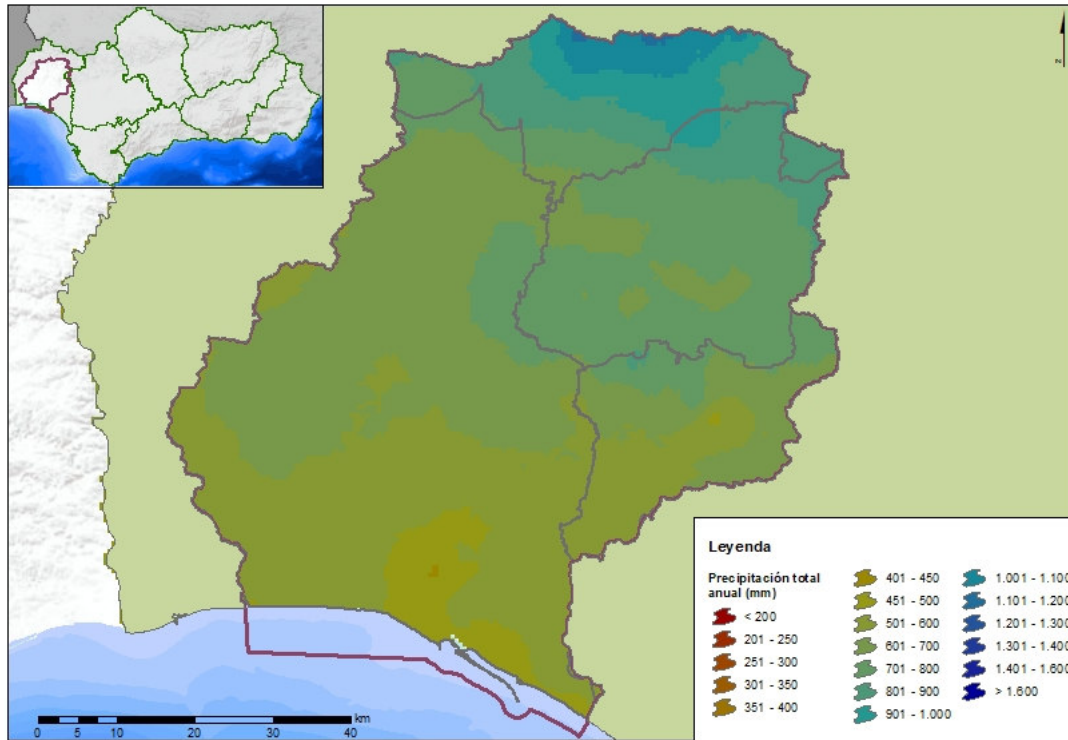 z
Leyenda
Precipitación total
anual (mm)
< 200
201 - 250
251 - 300
301 - 350
351 - 400
401 - 450
451 - 500
501 - 600
601 - 700
701 - 800
801 - 900
901 - 1.000
1.001 - 1.100
1.101 - 1.200
1.201 - 1.300
1.301 - 1.400
1.401 - 1.600
> 1.600
km
0 5 10 20 30 40